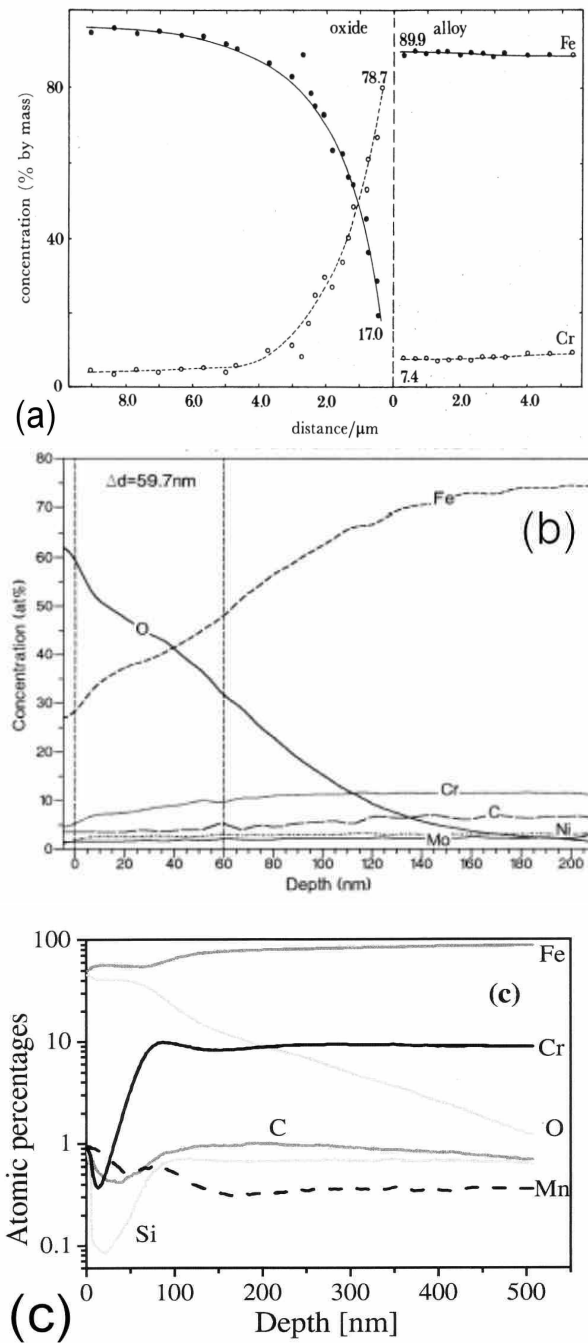 oxide alloy
Fe
89.9
80
78.7
concentration (% by mass)
40
17.0
Cr
7.4
0
8.0 6.0 4.0 2.0 0 2.0 4.0
distance/μm
(a)
80
Δd=59.7nm
Fe
(b)
70
60
50
O
40
30
20
10
0
Concentration (at%)
Cr
C
Ni
Mo
0 20 40 60 80 100 120 140 160 180 200
Depth (nm)
100
Fe
(c)
10
Cr
C
O
1
Mn
Si
0.1
Atomic percentages
0 100 200 300 400 500
Depth [nm]
(c)